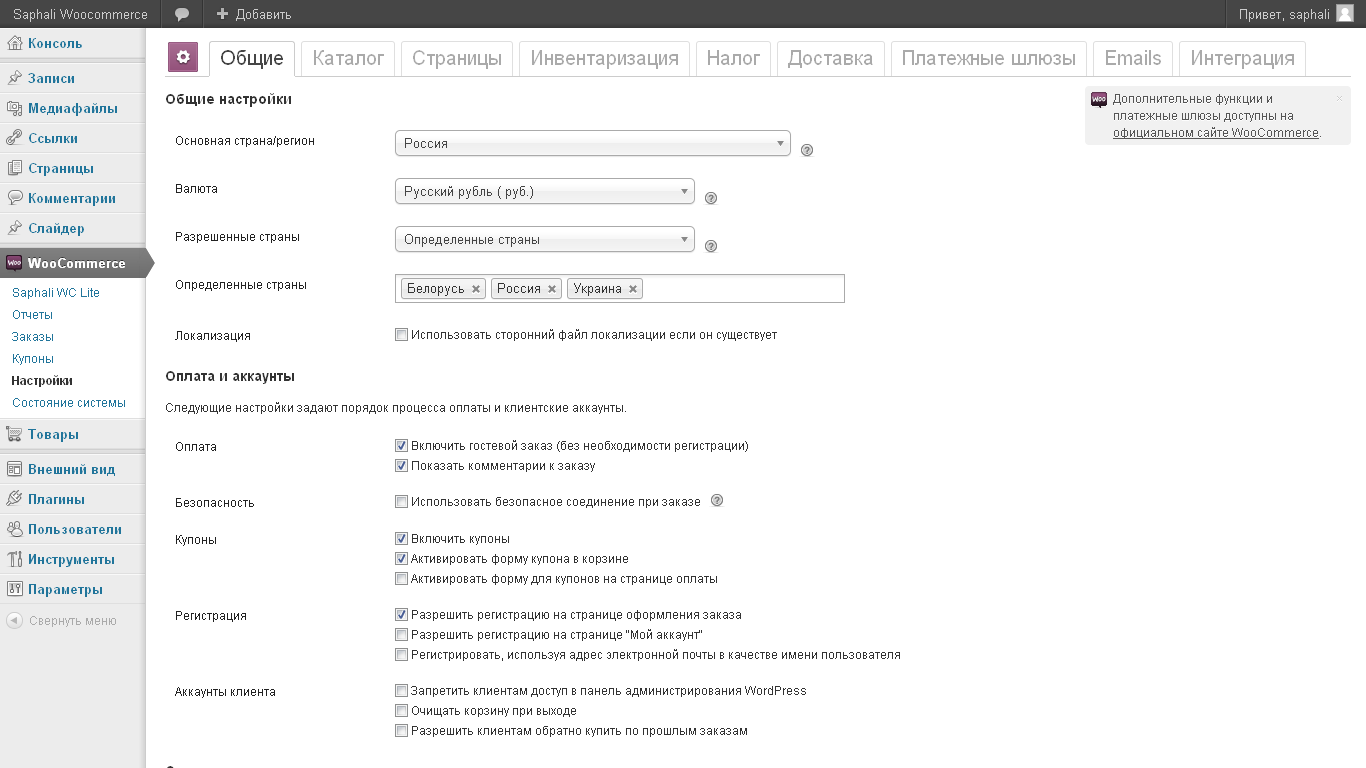 Saphali Woocommerce
Добавить
Привет, saphali
Консоль
Записи
Медиафайлы
Ссылки
Страницы
Комментарии
Слайдер
WooCommerce
Saphali WC Lite
Отчеты
Заказы
Купоны
Настройки
Состояние системы
Товары
Внешний вид
Плагины
Пользователи
Инструменты
Параметры
Свернуть меню
Общие
Каталог
Страницы
Инвентаризация
Налог
Доставка
Платежные шлюзы
Emails
Интеграция
Дополнительные функции и
платежные шлюзы доступны на
официальном сайте WooCommerce.
Общие настройки
Основная страна/регион
Россия
Валюта
Русский рубль ( руб.)
Разрешенные страны
Определенные страны
Определенные страны
Белорусь
Россия
Украина
Локализация
Использовать сторонний файл локализации если он существует
Оплата и аккаунты
Следующие настройки задают порядок процесса оплаты и клиентские аккаунты.
Оплата
Включить гостевой заказ (без необходимости регистрации)
Показать комментарии к заказу
Безопасность
Использовать безопасное соединение при заказе
Купоны
Включить купоны
Активировать форму купона в корзине
Активировать форму для купонов на странице оплаты
Регистрация
Разрешить регистрацию на странице оформления заказа
Разрешить регистрацию на странице "Мой аккаунт"
Регистрировать, используя адрес электронной почты в качестве имени пользователя
Аккаунты клиента
Запретить клиентам доступ в панель администрирования WordPress
Очищать корзину при выходе
Разрешить клиентам обратно купить по прошлым заказам